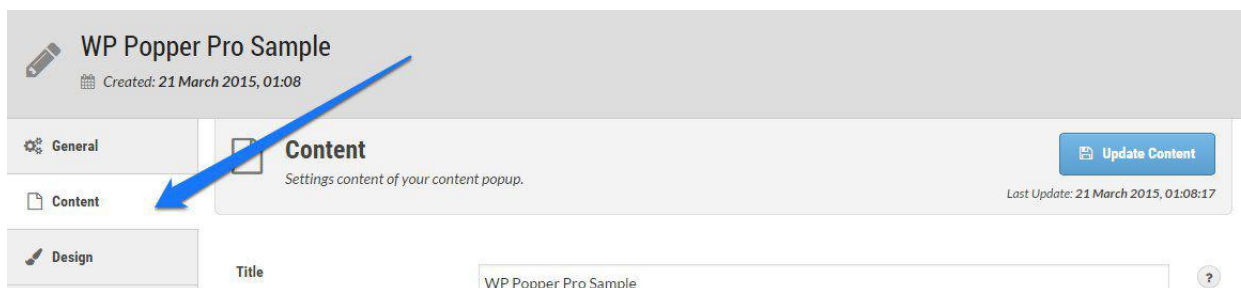 WP Popper Pro Sample
Created: 21 March 2015, 01:08
General
Content
Design
Content
Settings content of your content popup.
Update Content
Last Update: 21 March 2015, 01:08:17
Title
WP Popper Pro Sample
?